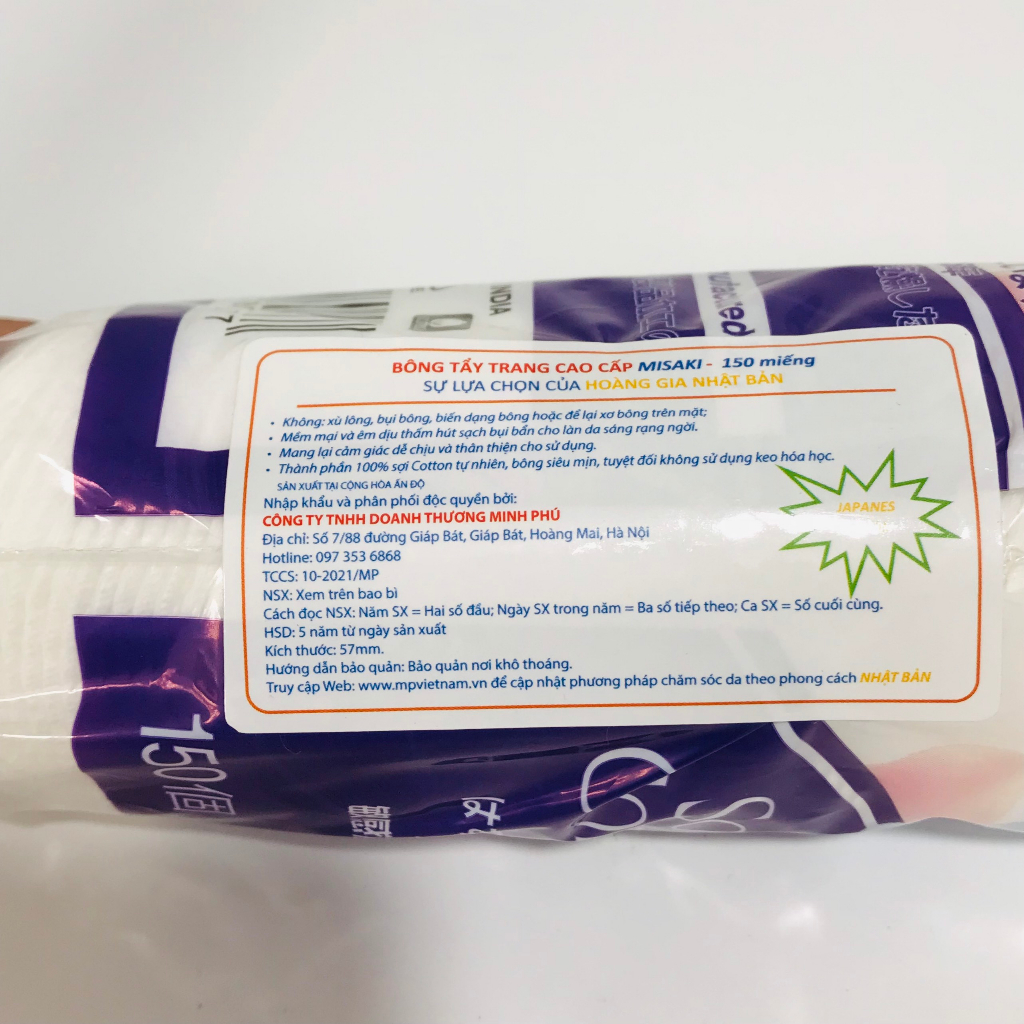 BÔNG TẨY TRANG CAO CẤP MISAKI - 150 miếng
SỰ LỰA CHỌN CỦA HOÀNG GIA NHẬT BẢN
• Không: xù lông, bụi bông, biến dạng bông hoặc để lại xơ bông trên mặt;
• Mềm mại và êm dịu thấm hút sạch bụi bẩn cho làn da sáng rạng ngời.
• Mang lại cảm giác dễ chịu và thân thiện cho sử dụng.
• Thành phần 100% sợi Cotton tự nhiên, bông siêu mịn, tuyệt đối không sử dụng keo hóa học.
SẢN XUẤT TẠI CỘNG HÒA ẤN ĐỘ
Nhập khẩu và phân phối độc quyền bởi:
CÔNG TY TNHH DOANH THƯƠNG MINH PHÚ
Địa chỉ: Số 7/88 đường Giáp Bát, Giáp Bát, Hoàng Mai, Hà Nội
Hotline: 097 353 6868
TCCS: 10-2021/MP
NSX: Xem trên bao bì
Cách đọc NSX: Năm SX = Hai số đầu; Ngày SX trong năm = Ba số tiếp theo; Ca SX = Số cuối cùng.
HSD: 5 năm từ ngày sản xuất
Kích thước: 57mm.
Hướng dẫn bảo quản: Bảo quản nơi khô thoáng.
Truy cập Web: www.mpvietnam.vn để cập nhật phương pháp chăm sóc da theo phong cách NHẬT BẢN
JAPANES
150個